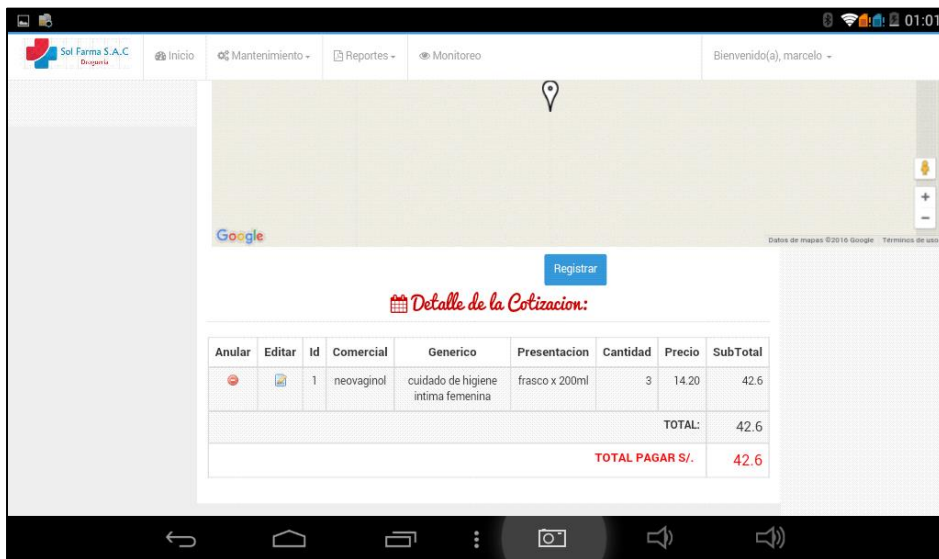 01:01
Sol Farma S.A.C
Drogueria
Inicio
Mantenimiento
Reportes
Monitoreo
Bienvenido(a), marcelo
+
−
Google
Datos de mapas ©2016 Google
Términos de uso
Registrar
Detalle de la Cotizacion:
Anular Editar Id Comercial Generico Presentacion Cantidad Precio SubTotal
1 neovaginol cuidado de higiene frasco x 200ml 3 14.20 42.6
intima femenina
TOTAL: 42.6
TOTAL PAGAR S/. 42.6